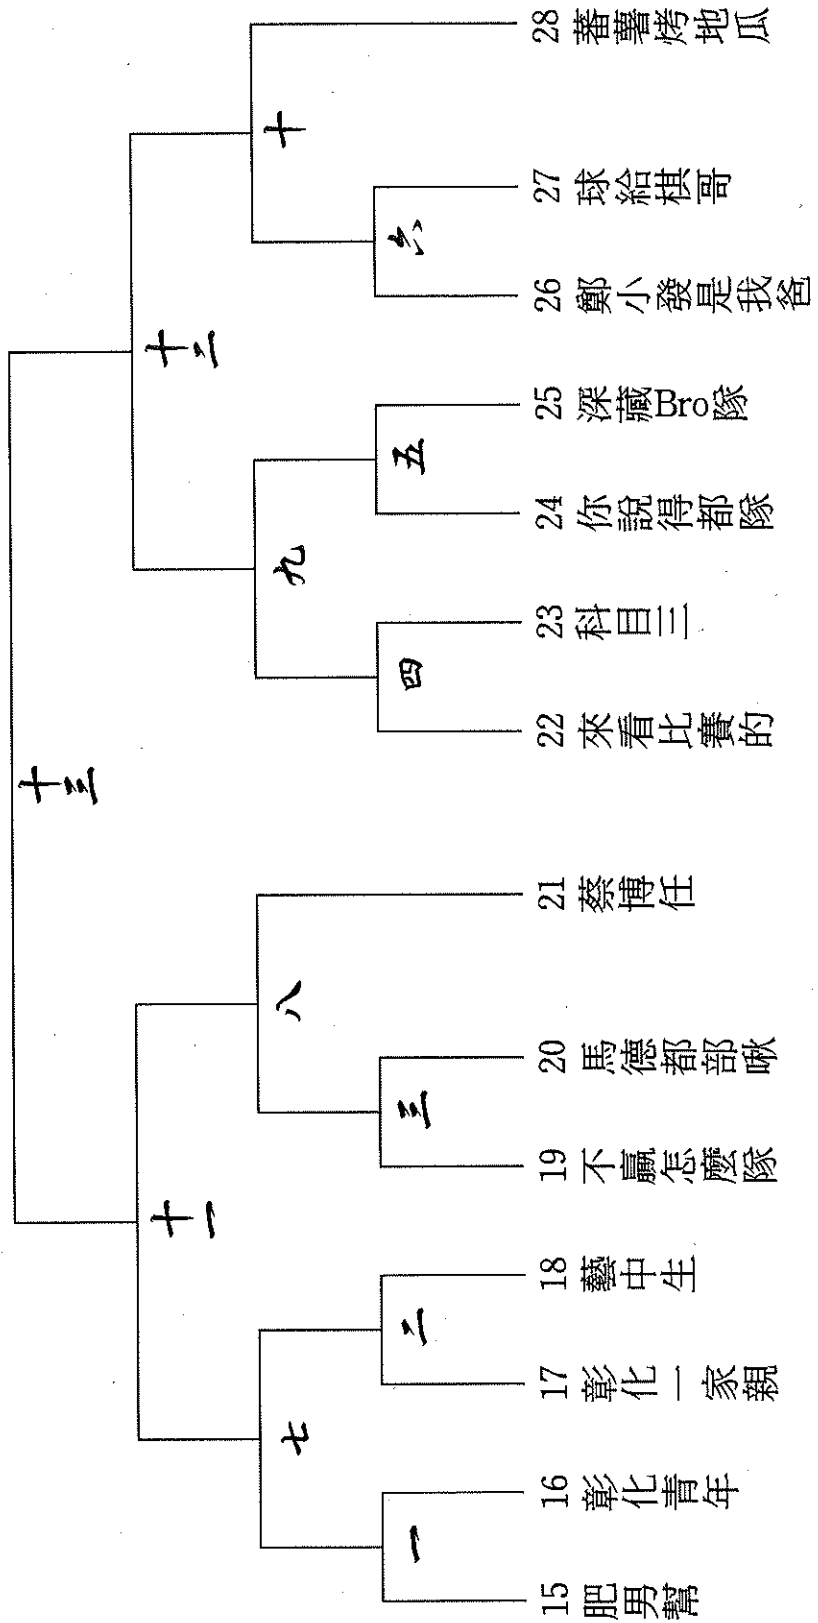 十三
十一
十二
七
八
九
十
一
二
三
四
五
六
15 肥男幫
16 彰化青年
17 彰化一家親
18 藝中生
19 不贏怎麼隊
20 馬德都部啾
21 蔡博任
22 來看比賽的
23 科目三
24 你說得都隊
25 深藏Bro隊
26 鄭小發是我爸
27 球給棋哥
28 蕃薯烤地瓜